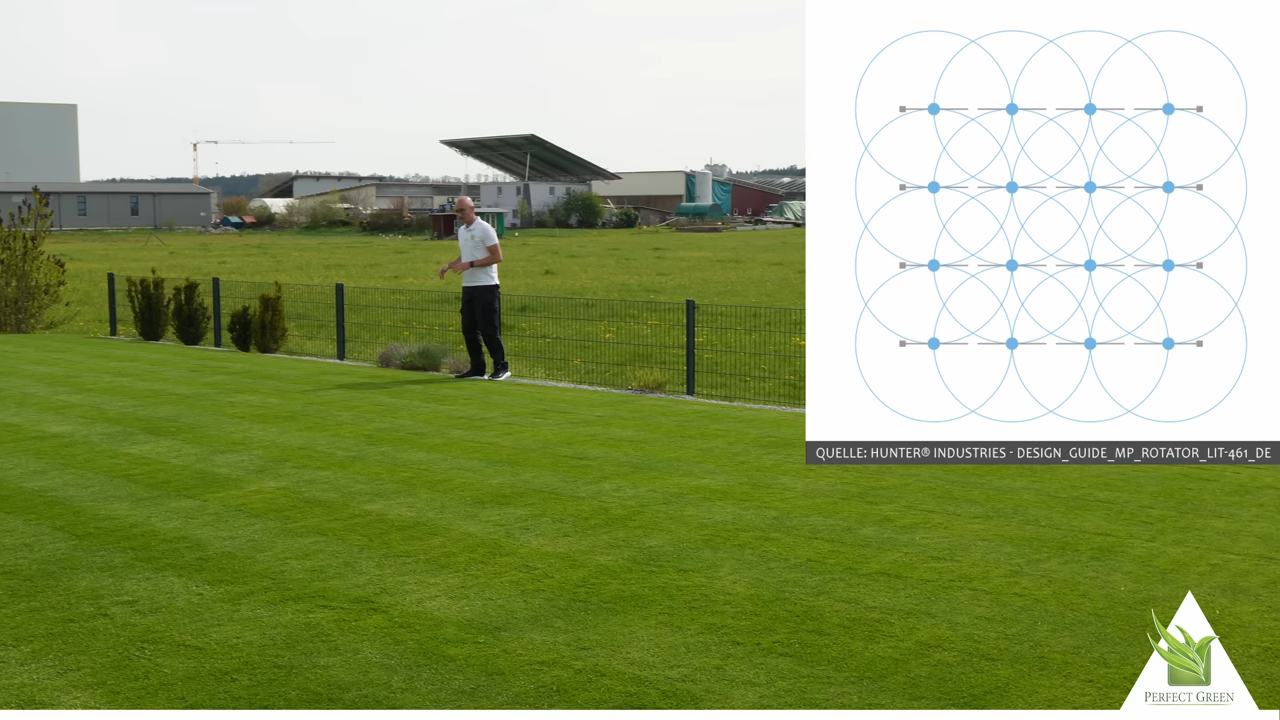 QUELLE: HUNTER® INDUSTRIES - DESIGN_GUIDE_MP_ROTATOR_LIT-461_DE
PERFECT GREEN